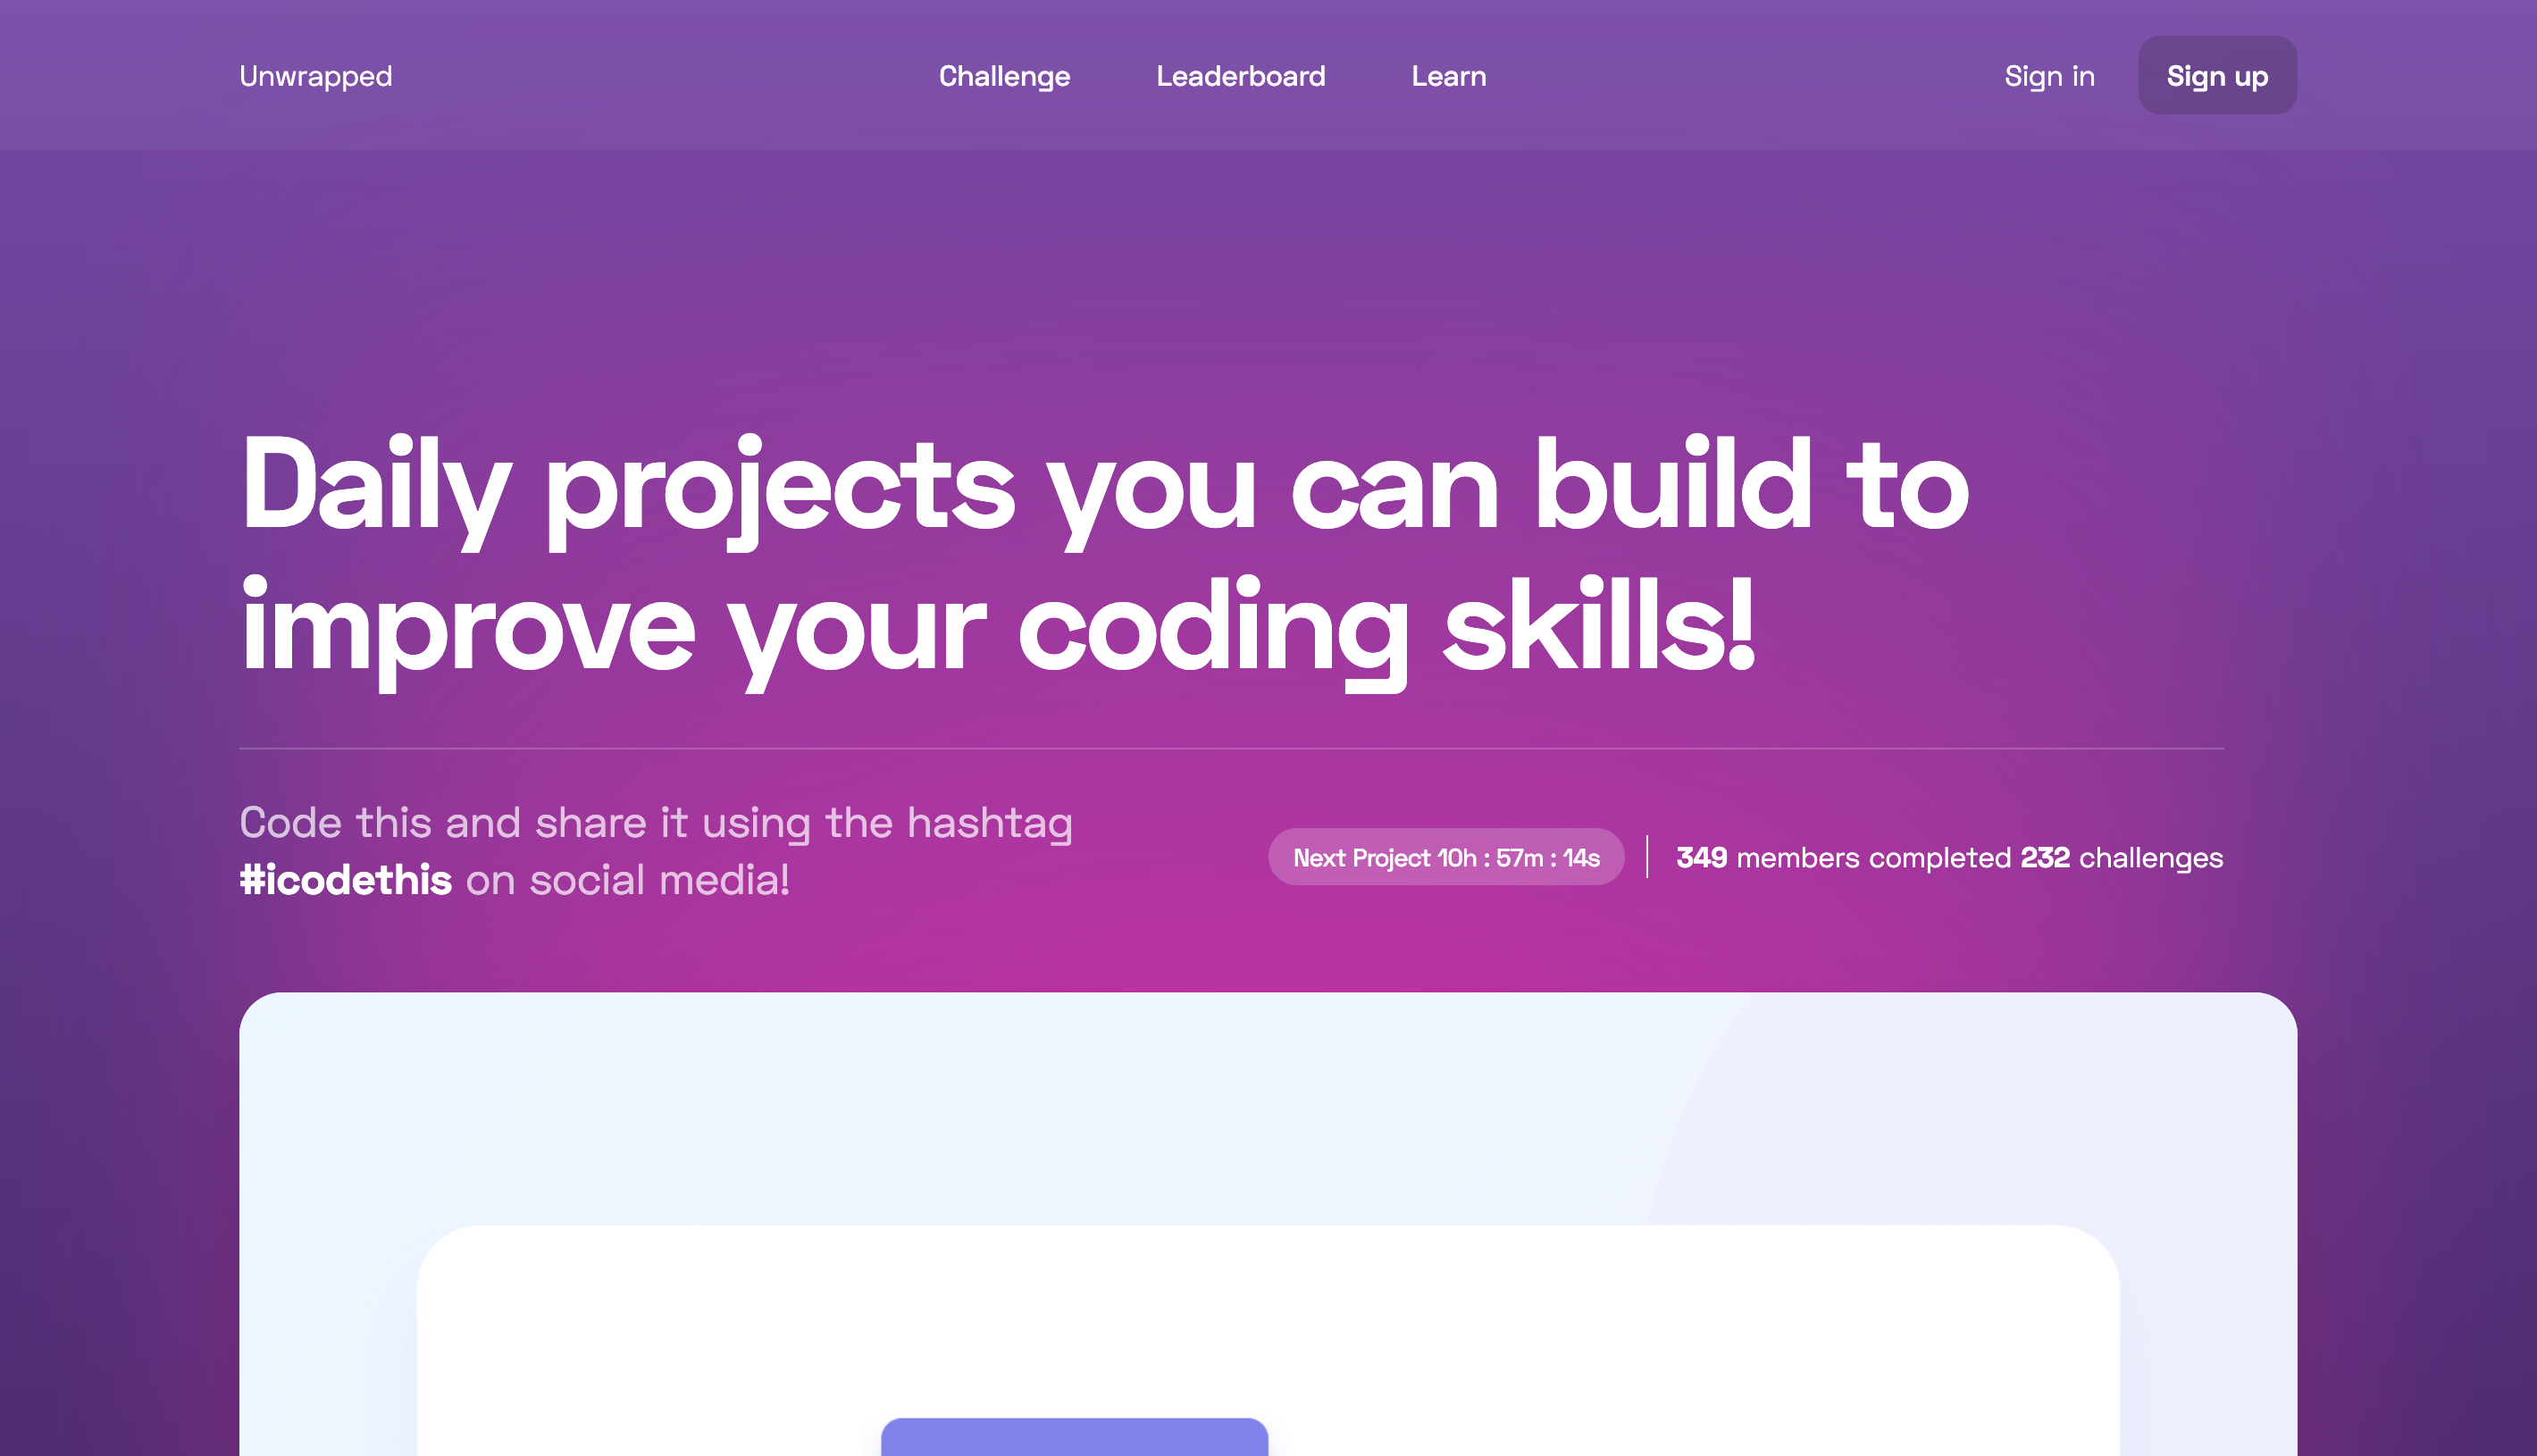 Unwrapped
Challenge
Leaderboard
Learn
Sign in
Sign up
Daily projects you can build to
improve your coding skills!
Code this and share it using the hashtag
#icodethis on social media!
Next Project 10h : 57m : 14s
349 members completed 232 challenges